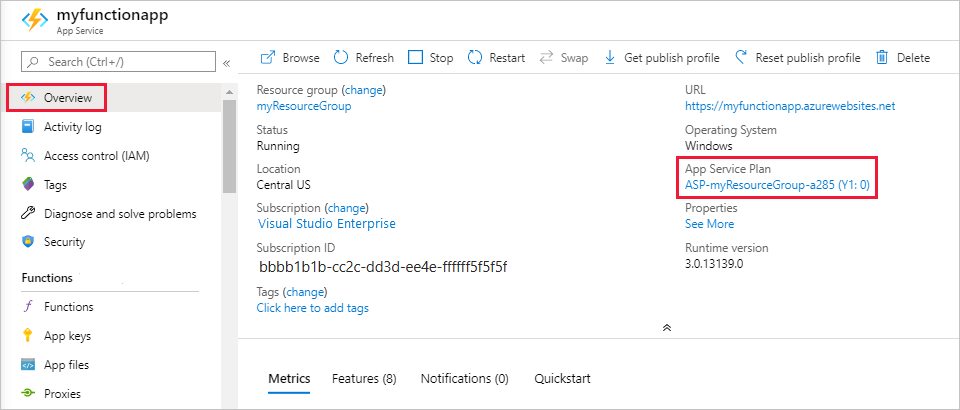 myfunctionapp
App Service
Search (Ctrl+/)
«
Browse
Refresh
Stop
Restart
Swap
Get publish profile
Reset publish profile
Delete
Overview
Activity log
Access control (IAM)
Tags
Diagnose and solve problems
Security
Functions
Functions
App keys
App files
Proxies
Resource group (change)
myResourceGroup
Status
Running
Location
Central US
Subscription (change)
Visual Studio Enterprise
Subscription ID
bbbb1b1b-cc2c-dd3d-ee4e-ffffff5f5f5f
Tags (change)
Click here to add tags
URL
https://myfunctionapp.azurewebsites.net
Operating System
Windows
App Service Plan
ASP-myResourceGroup-a285 (Y1: 0)
Properties
See More
Runtime version
3.0.13139.0
Metrics
Features (8)
Notifications (0)
Quickstart